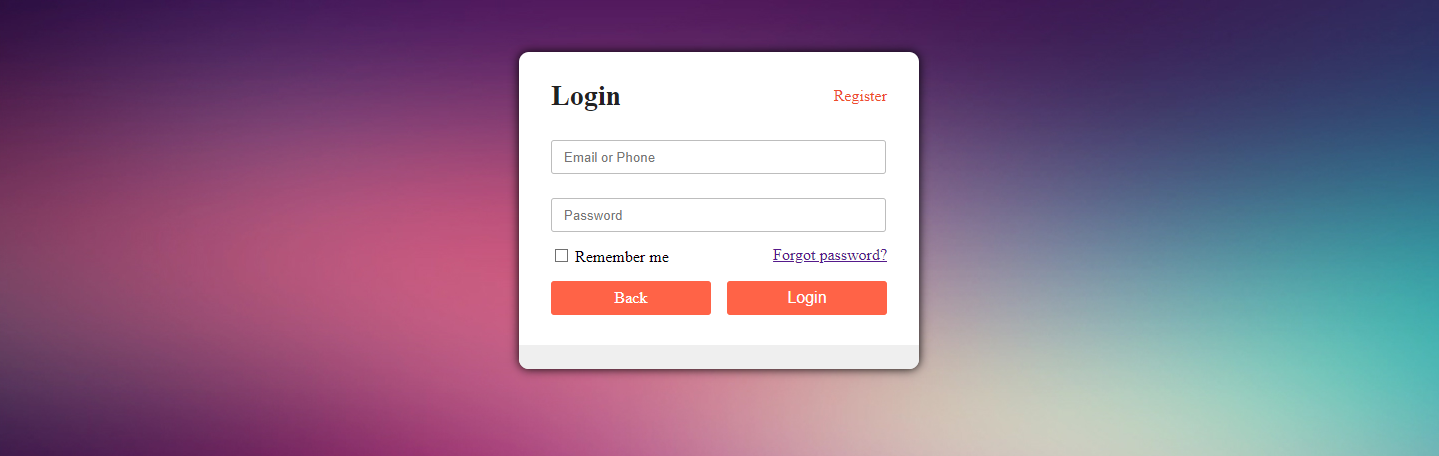 Login
Register
Email or Phone
Password
Remember me
Forgot password?
Back
Login